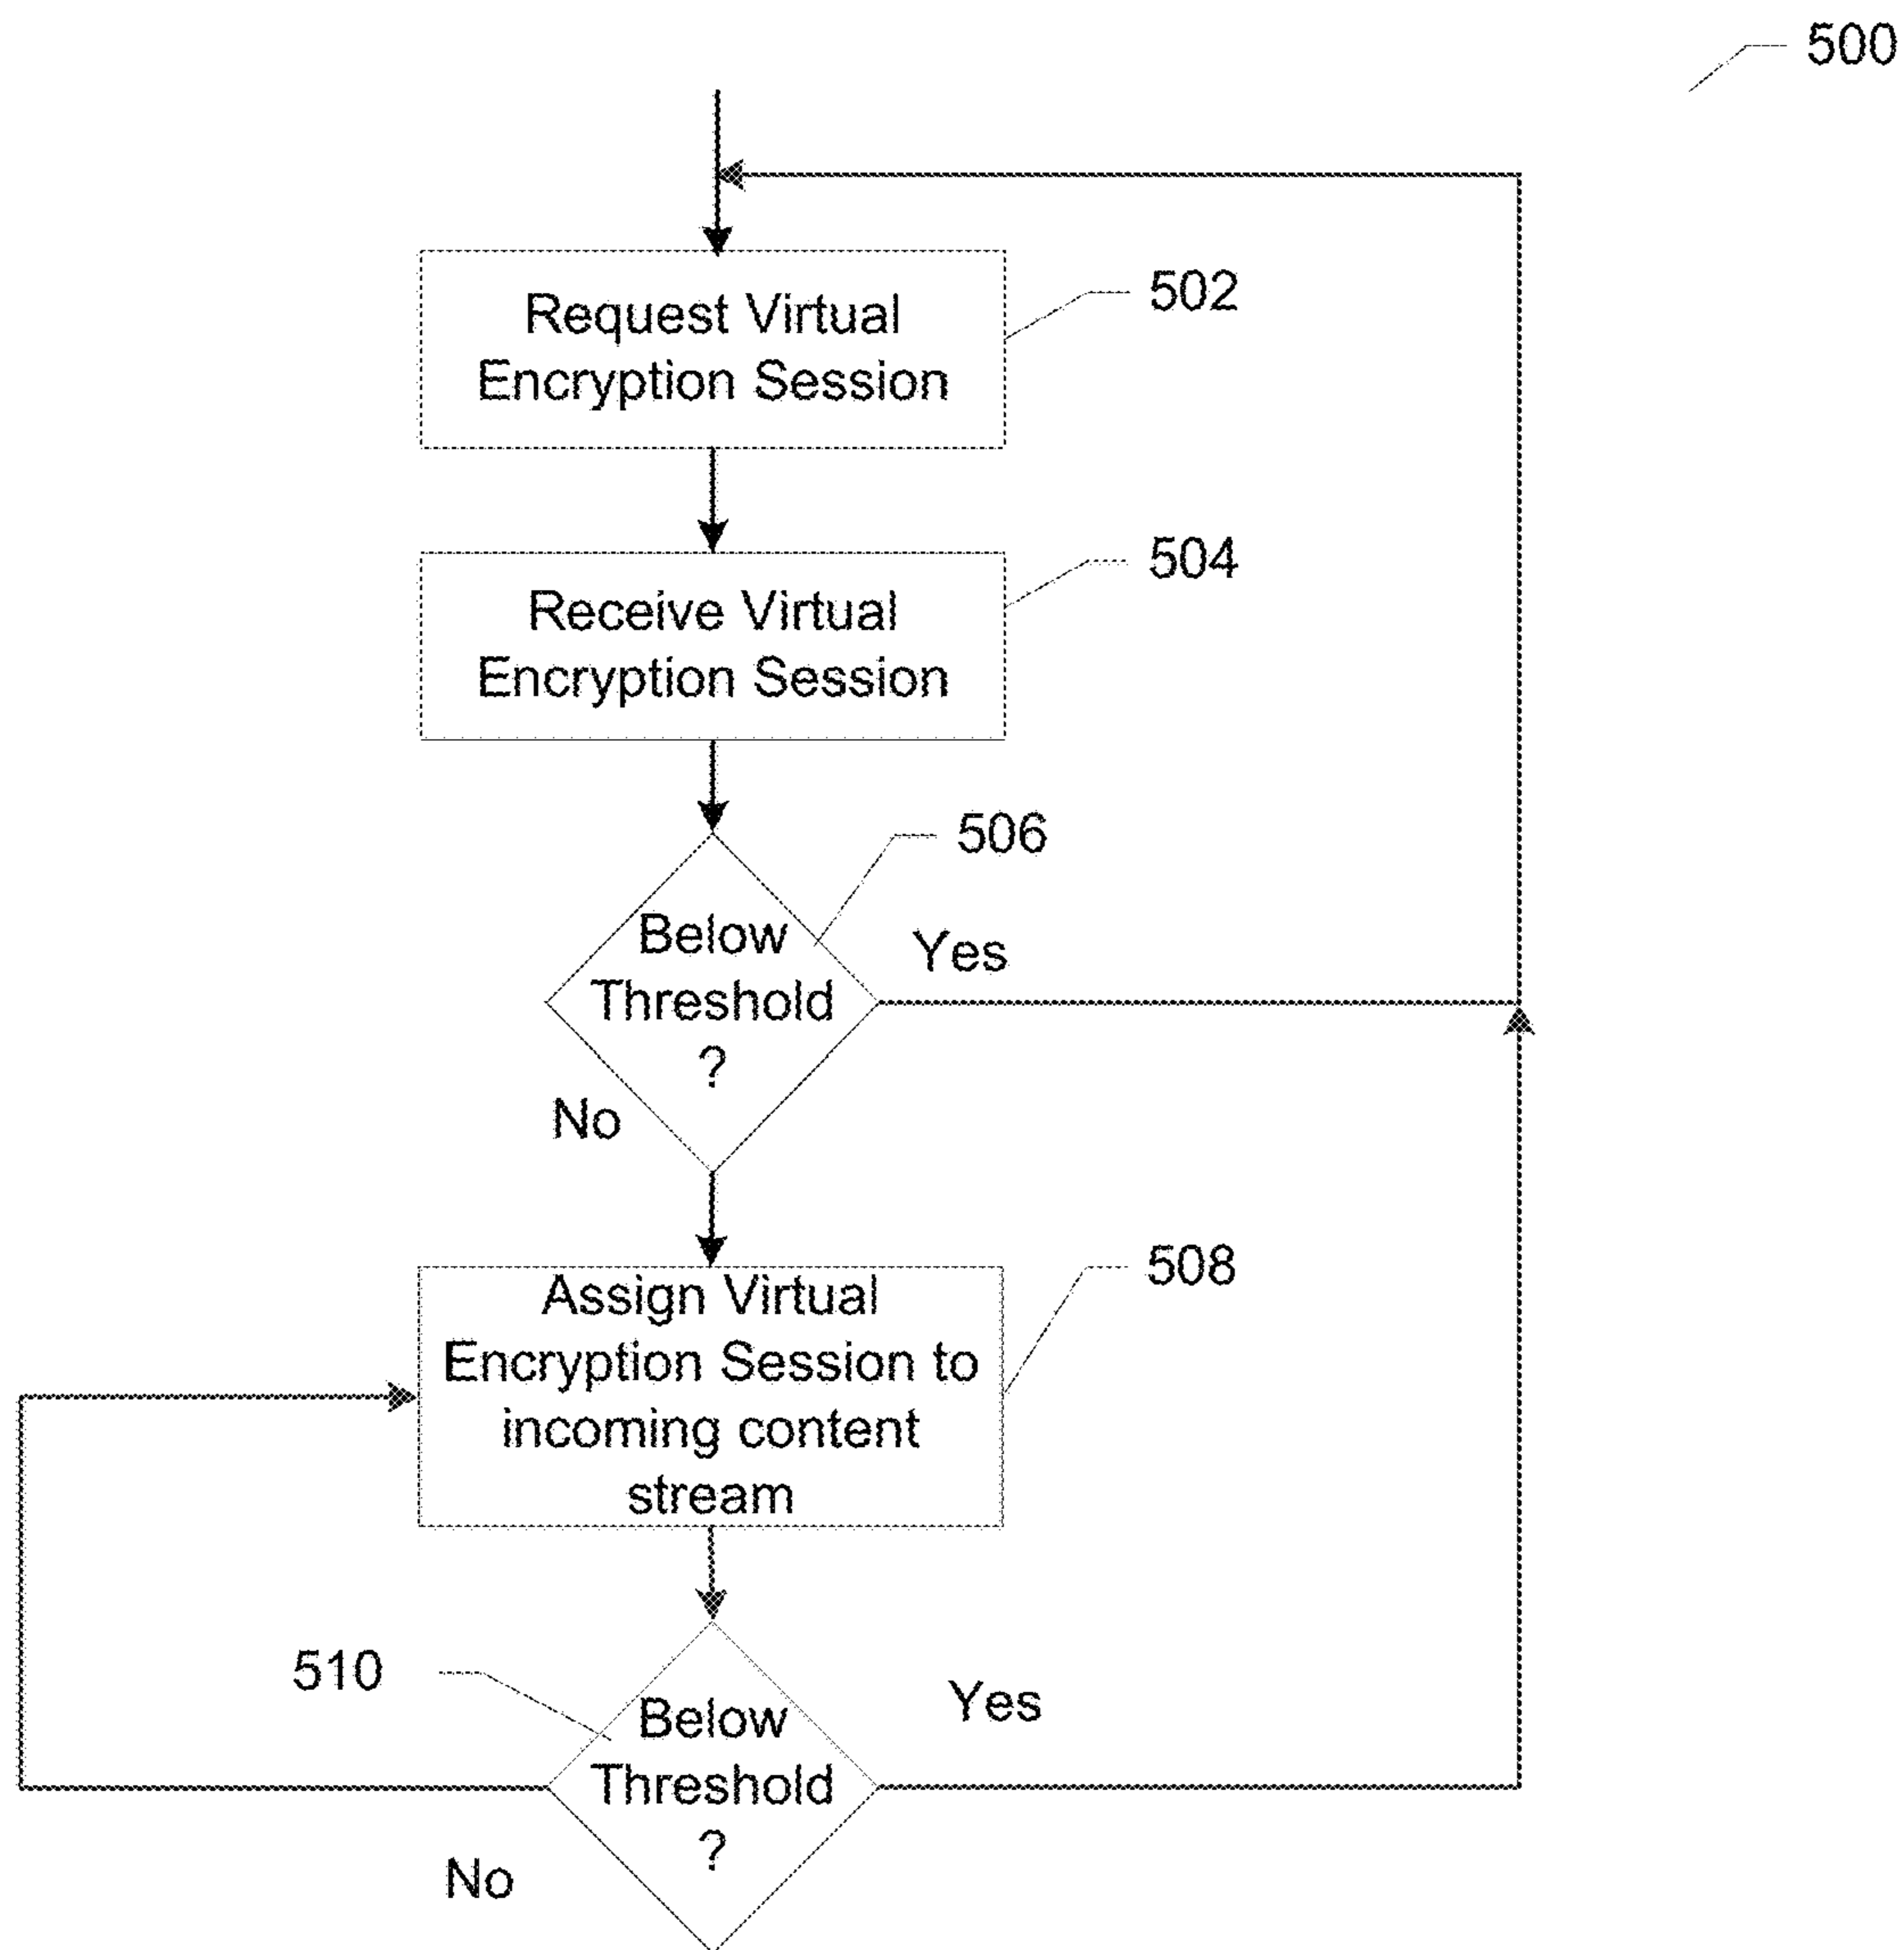 500
Request Virtual
Encryption Session
502
Receive Virtual
Encryption Session
504
506
Below
Threshold
?
Yes
No
Assign Virtual
Encryption Session to
incoming content
stream
508
510
Below
Threshold
?
Yes
No